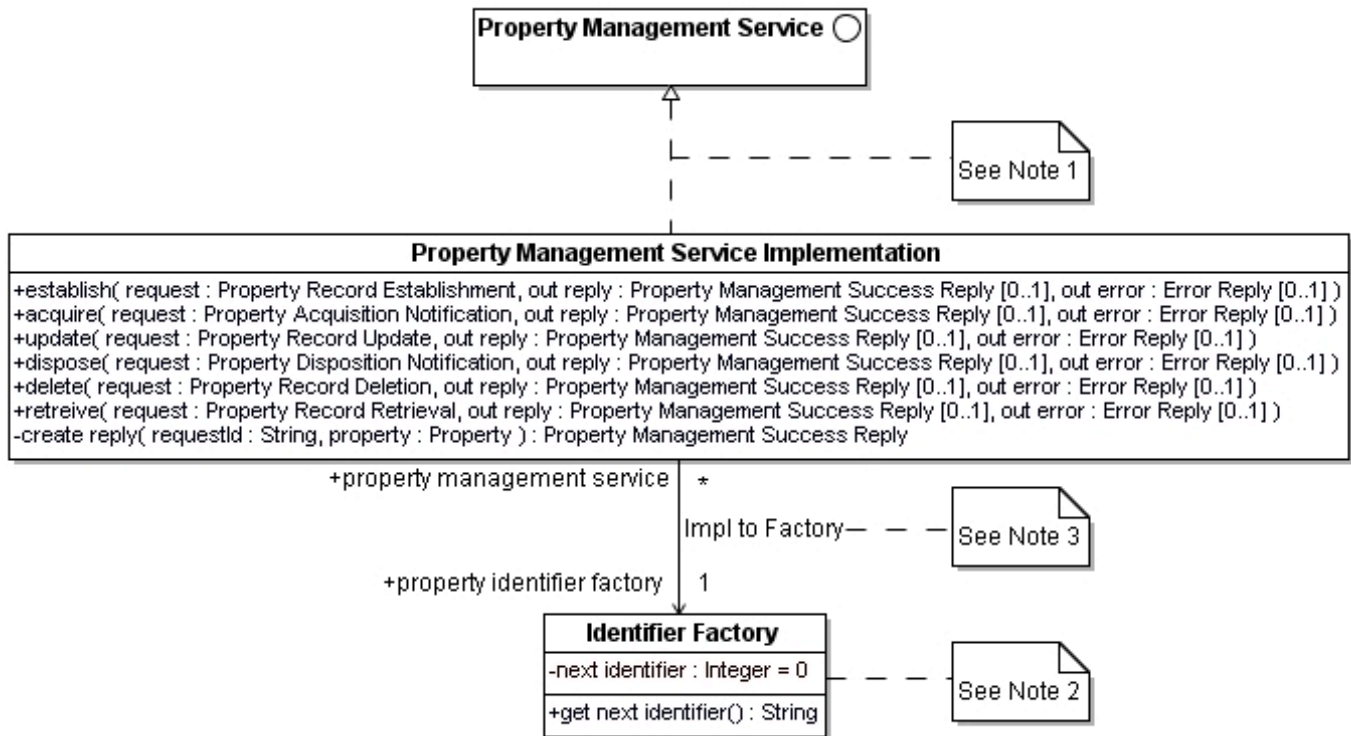 Property Management Service
See Note 1
Property Management Service Implementation
+establish( request : Property Record Establishment, out reply : Property Management Success Reply [0..1], out error : Error Reply [0..1] )
+acquire( request : Property Acquisition Notification, out reply : Property Management Success Reply [0..1], out error : Error Reply [0..1] )
+update( request : Property Record Update, out reply : Property Management Success Reply [0..1], out error : Error Reply [0..1] )
+dispose( request : Property Disposition Notification, out reply : Property Management Success Reply [0..1], out error : Error Reply [0..1] )
+delete( request : Property Record Deletion, out reply : Property Management Success Reply [0..1], out error : Error Reply [0..1] )
+retreive( request : Property Record Retrieval, out reply : Property Management Success Reply [0..1], out error : Error Reply [0..1] )
-create reply( requestId : String, property : Property ) : Property Management Success Reply
+property management service *
Impl to Factory
See Note 3
+property identifier factory 1
Identifier Factory
-next identifier : Integer = 0
+get next identifier() : String
See Note 2